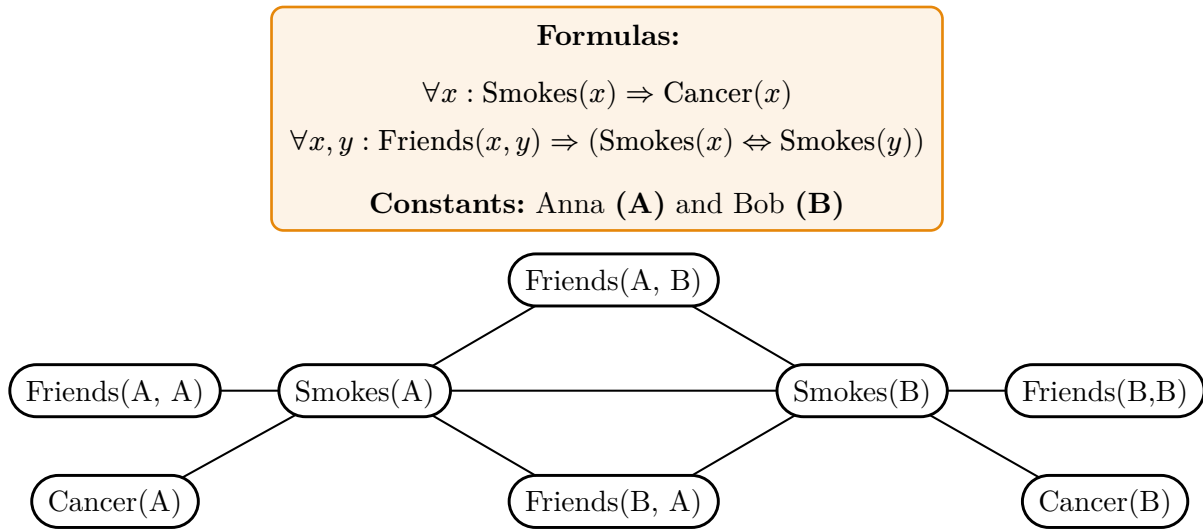 Formulas:
∀x : Smokes(x) ⇒ Cancer(x)
∀x, y : Friends(x, y) ⇒ (Smokes(x) ⇔ Smokes(y))
Constants: Anna (A) and Bob (B)
Friends(A, B)
Friends(A, A)
Smokes(A)
Smokes(B)
Friends(B,B)
Cancer(A)
Friends(B, A)
Cancer(B)